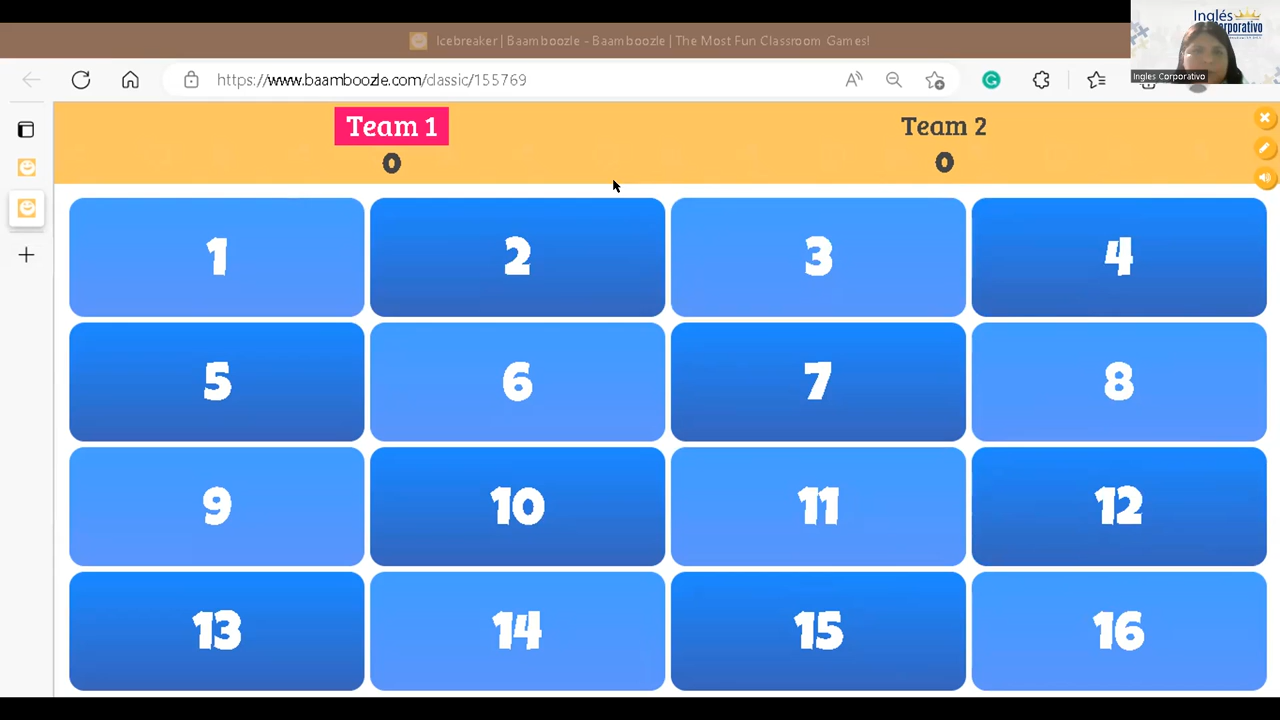 Inglés
Corporativo
Ingles Corporativo
Icebreaker | Baamboozle - Baamboozle | The Most Fun Classroom Games!
https://www.baamboozle.com/classic/155769
Team 1
0
Team 2
0
1
2
3
4
5
6
7
8
9
10
11
12
13
14
15
16